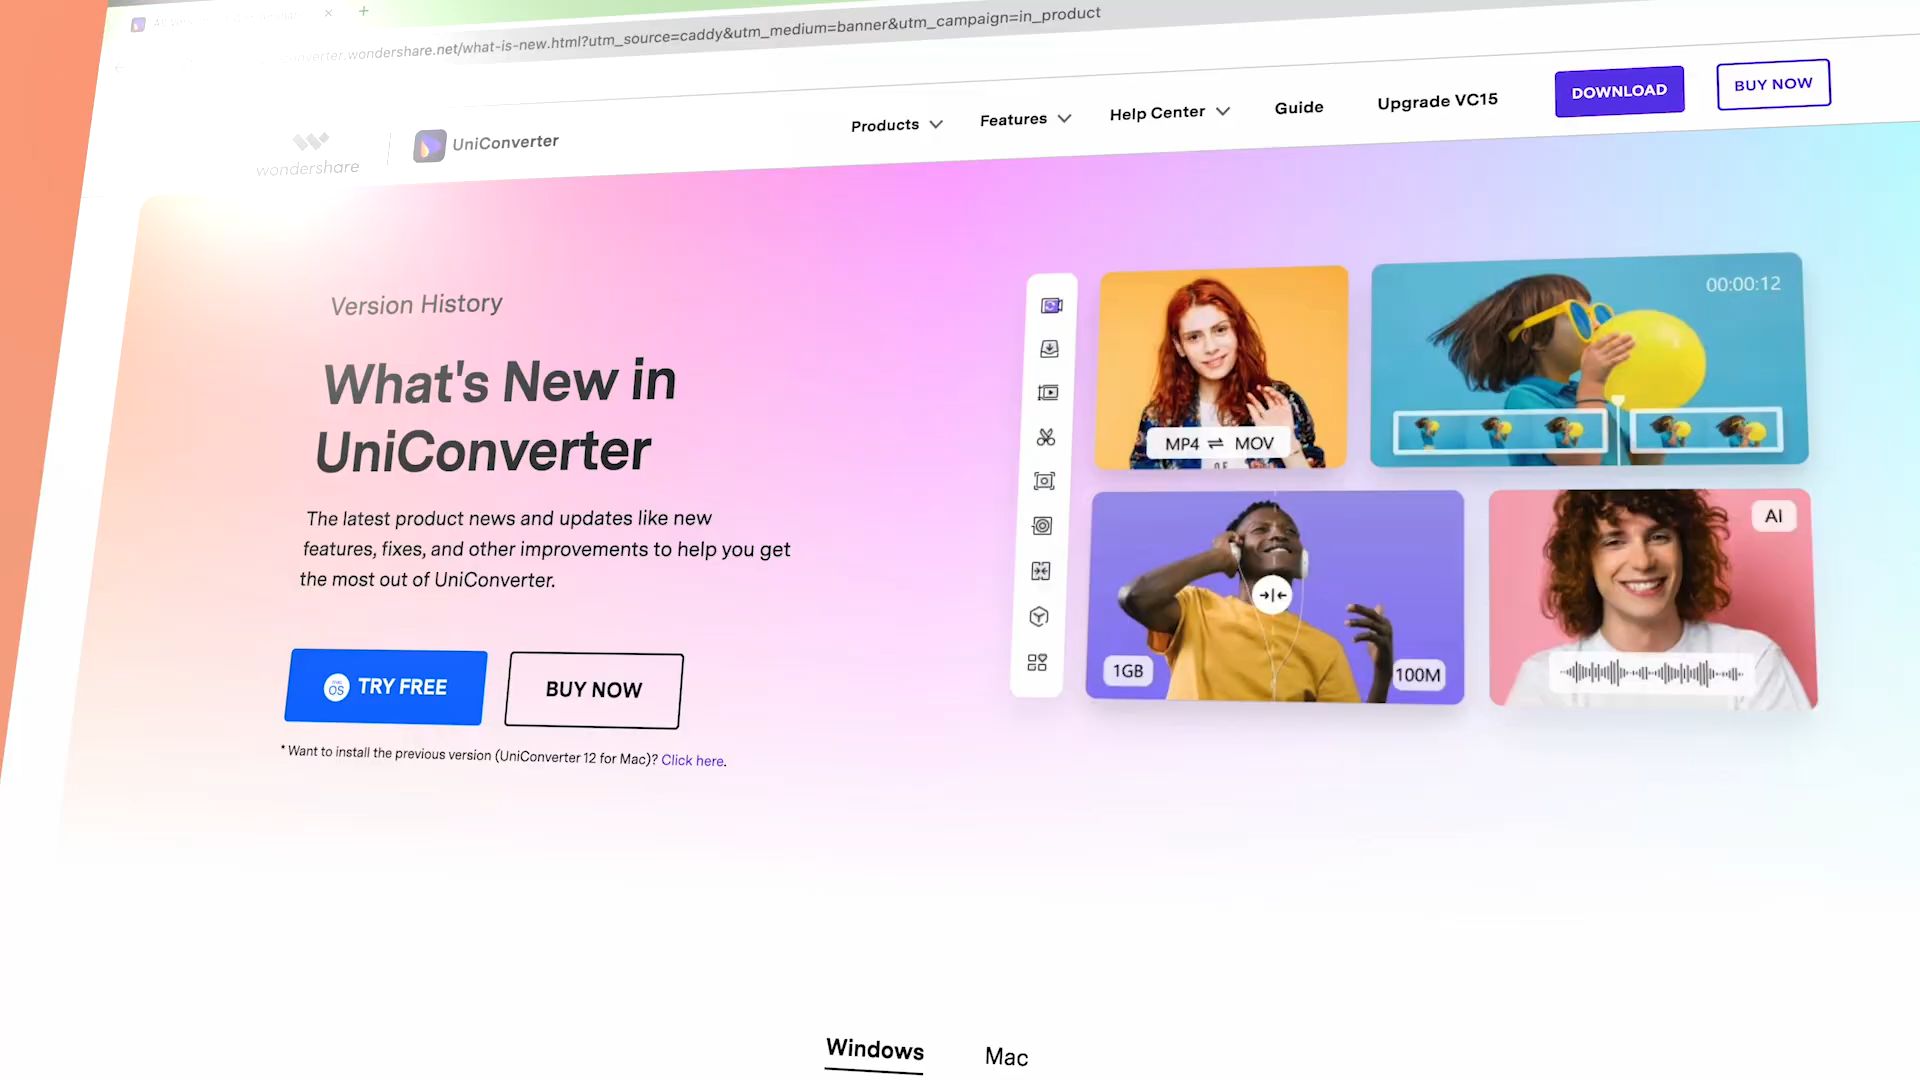 verter.wondershare.net/what-is-new.html?utm_source=caddy&utm_medium=banner&utm_campaign=in_product
wondershare
UniConverter
Products
Features
Help Center
Guide
Upgrade VC15
DOWNLOAD
BUY NOW
Version History
What's New in
UniConverter
The latest product news and updates like new
features, fixes, and other improvements to help you get
the most out of UniConverter.
OS TRY FREE
BUY NOW
* Want to install the previous version (UniConverter 12 for Mac)? Click here.
MP4 ⇌ MOV
00:00:12
1GB
100M
AI
Windows
Mac